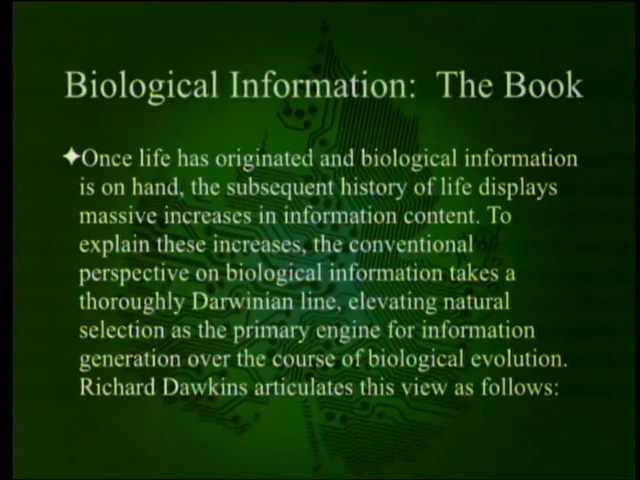 Biological Information: The Book
✦Once life has originated and biological information
is on hand, the subsequent history of life displays
massive increases in information content. To
explain these increases, the conventional
perspective on biological information takes a
thoroughly Darwinian line, elevating natural
selection as the primary engine for information
generation over the course of biological evolution.
Richard Dawkins articulates this view as follows: